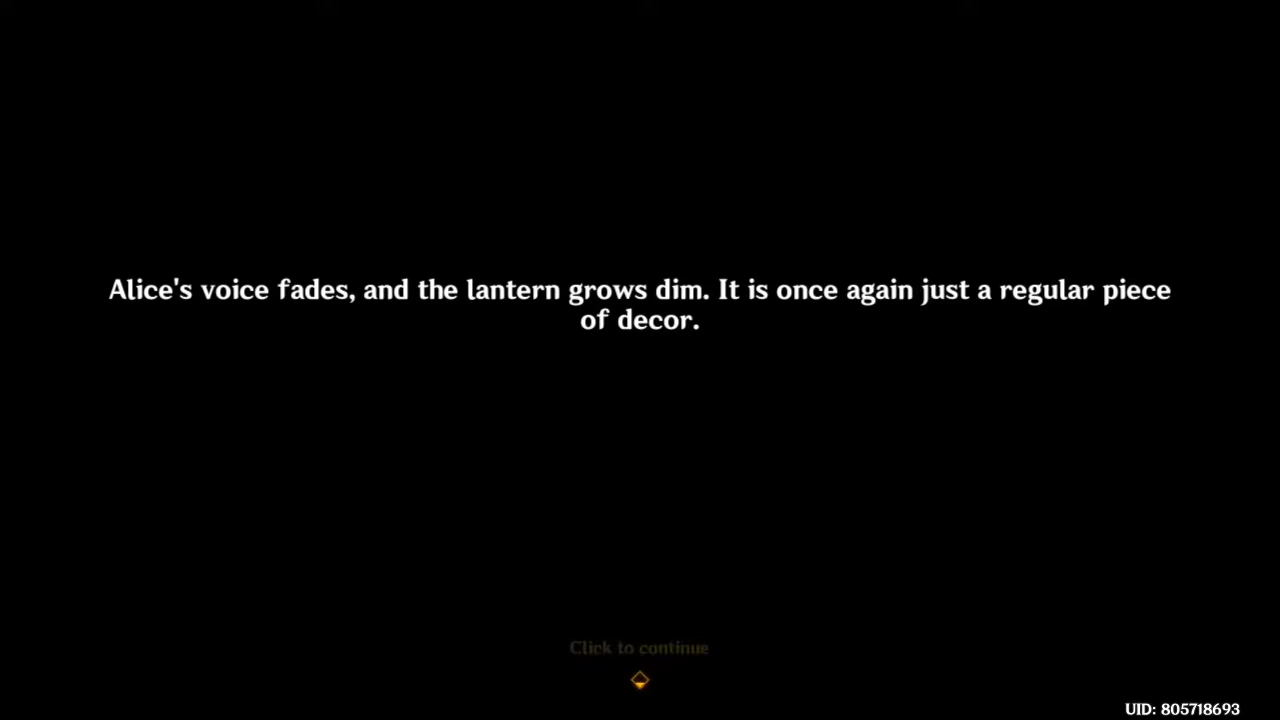 Alice's voice fades, and the lantern grows dim. It is once again just a regular piece
of decor.
Click to continue
UID: 805718693